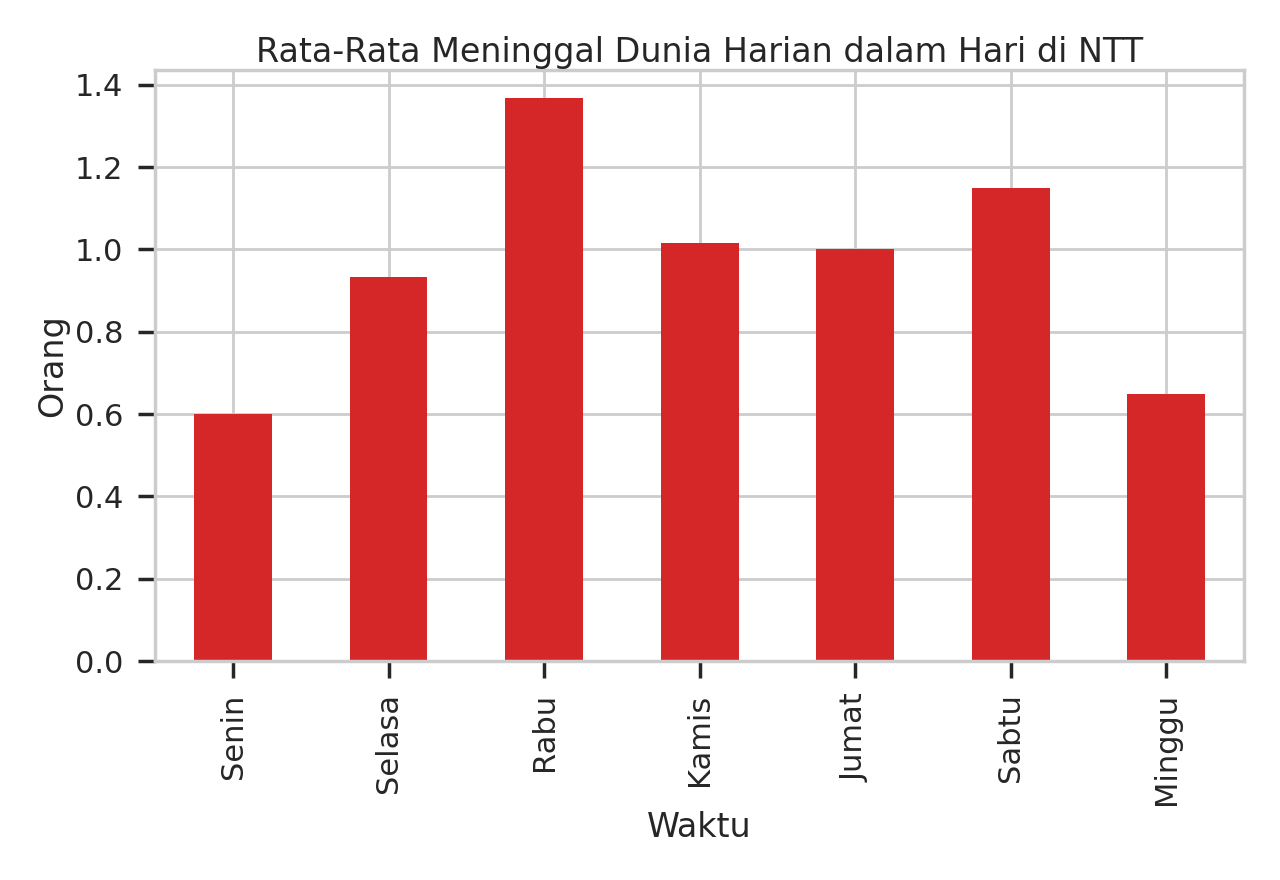 Rata-Rata Meninggal Dunia Harian dalam Hari di NTT
1.4
1.2
1.0
0.8
0.6
0.4
0.2
0.0
Orang
Senin
Selasa
Rabu
Kamis
Jumat
Sabtu
Minggu
Waktu